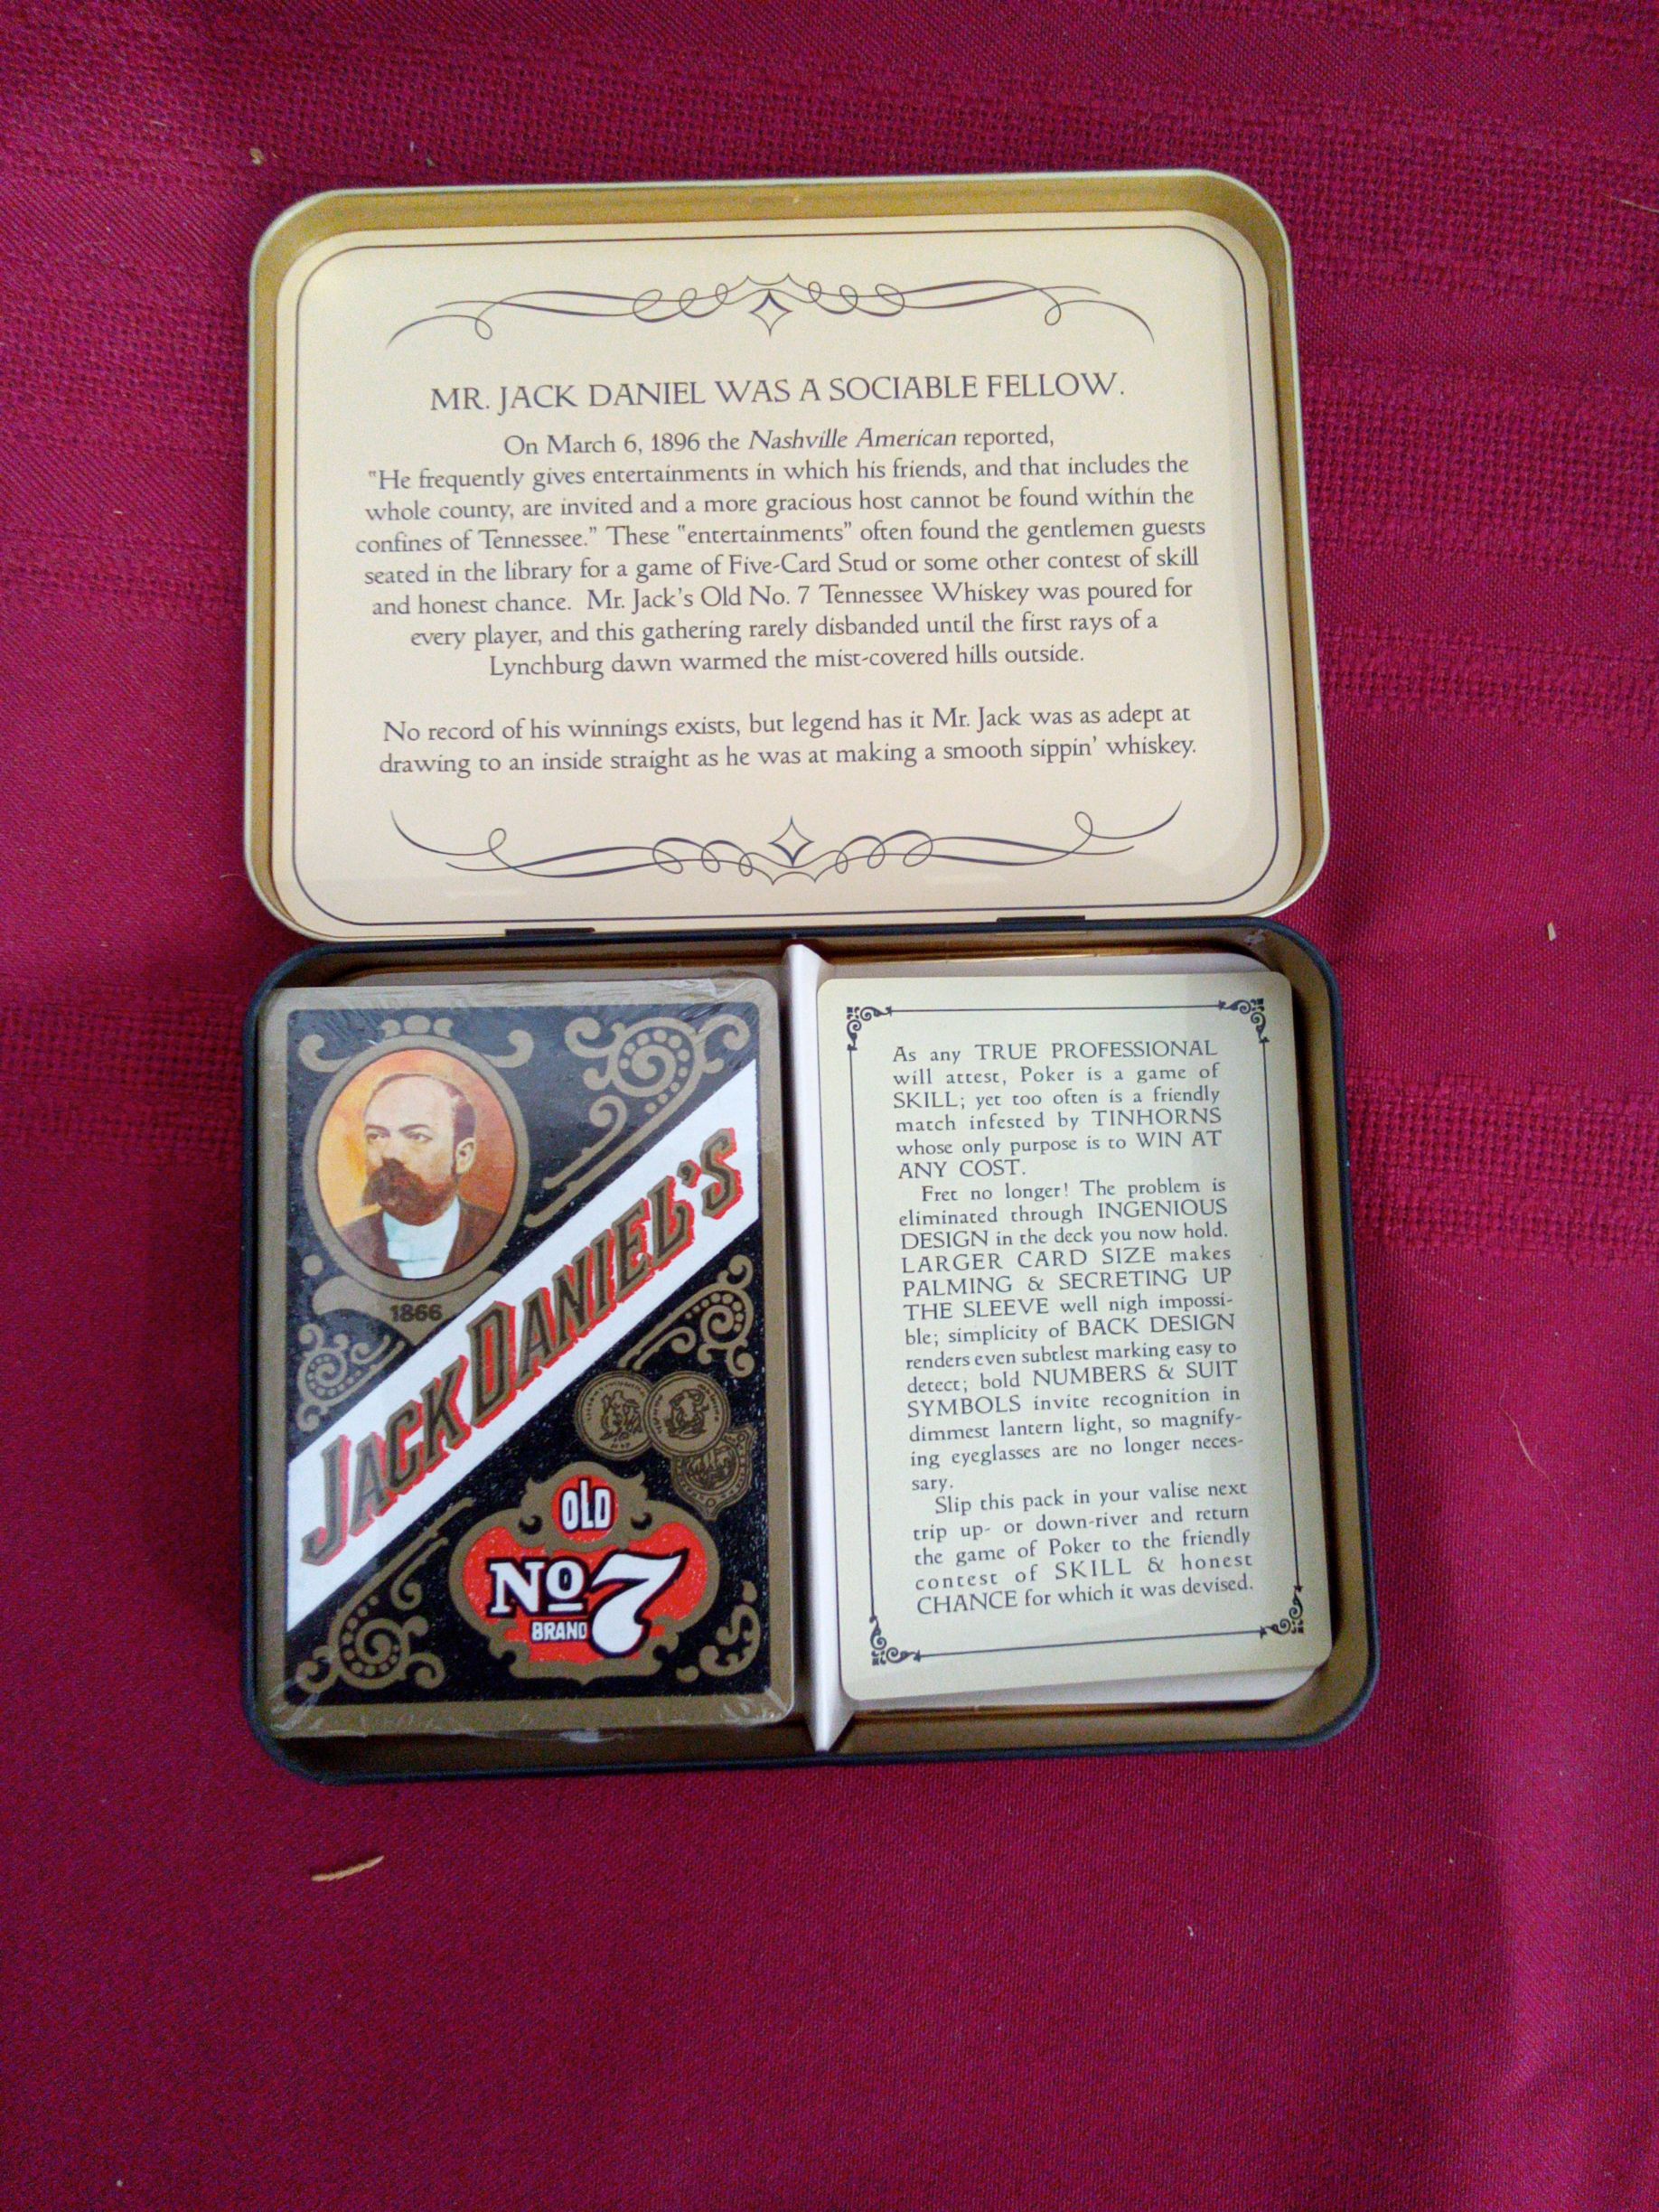 MR. JACK DANIEL WAS A SOCIABLE FELLOW.
On March 6, 1896 the Nashville American reported,
"He frequently gives entertainments in which his friends, and that includes the
whole county, are invited and a more gracious host cannot be found within the
confines of Tennessee." These "entertainments" often found the gentlemen guests
seated in the library for a game of Five-Card Stud or some other contest of skill
and honest chance. Mr. Jack's Old No. 7 Tennessee Whiskey was poured for
every player, and this gathering rarely disbanded until the first rays of a
Lynchburg dawn warmed the mist-covered hills outside.
No record of his winnings exists, but legend has it Mr. Jack was as adept at
drawing to an inside straight as he was at making a smooth sippin' whiskey.
1866
JACK DANIEL'S
OLD
No 7
BRAND
As any TRUE PROFESSIONAL
will attest, Poker is a game of
SKILL; yet too often is a friendly
match infested by TINHORNS
whose only purpose is to WIN AT
ANY COST.
Fret no longer! The problem is
eliminated through INGENIOUS
DESIGN in the deck you now hold.
LARGER CARD SIZE makes
PALMING & SECRETING UP
THE SLEEVE well nigh impossi-
ble; simplicity of BACK DESIGN
renders even subtlest marking easy to
detect; bold NUMBERS & SUIT
SYMBOLS invite recognition in
dimmest lantern light, so magnify-
ing eyeglasses are no longer neces-
sary.
Slip this pack in your valise next
trip up- or down-river and return
the game of Poker to the friendly
contest of SKILL & honest
CHANCE for which it was devised.